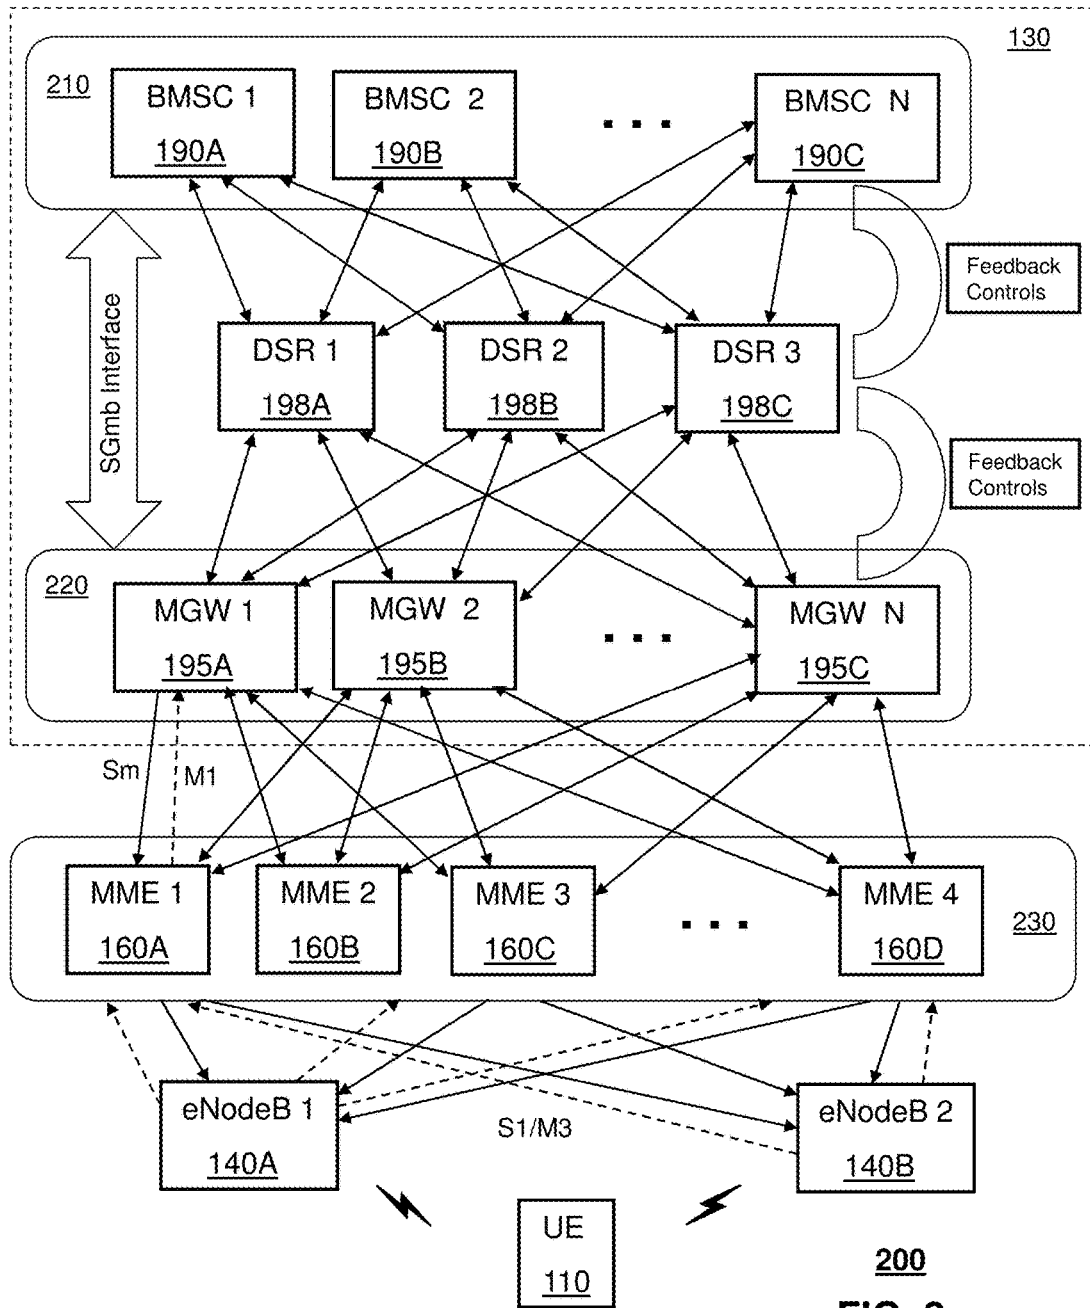 130
210
BMSC 1
190A
BMSC 2
190B
. . .
BMSC N
190C
Feedback
Controls
SGmb Interface
DSR 1
198A
DSR 2
198B
DSR 3
198C
Feedback
Controls
220
MGW 1
195A
MGW 2
195B
. . .
MGW N
195C
Sm
M1
MME 1
160A
MME 2
160B
MME 3
160C
. . .
MME 4
160D
230
eNodeB 1
140A
S1/M3
eNodeB 2
140B
UE
110
200